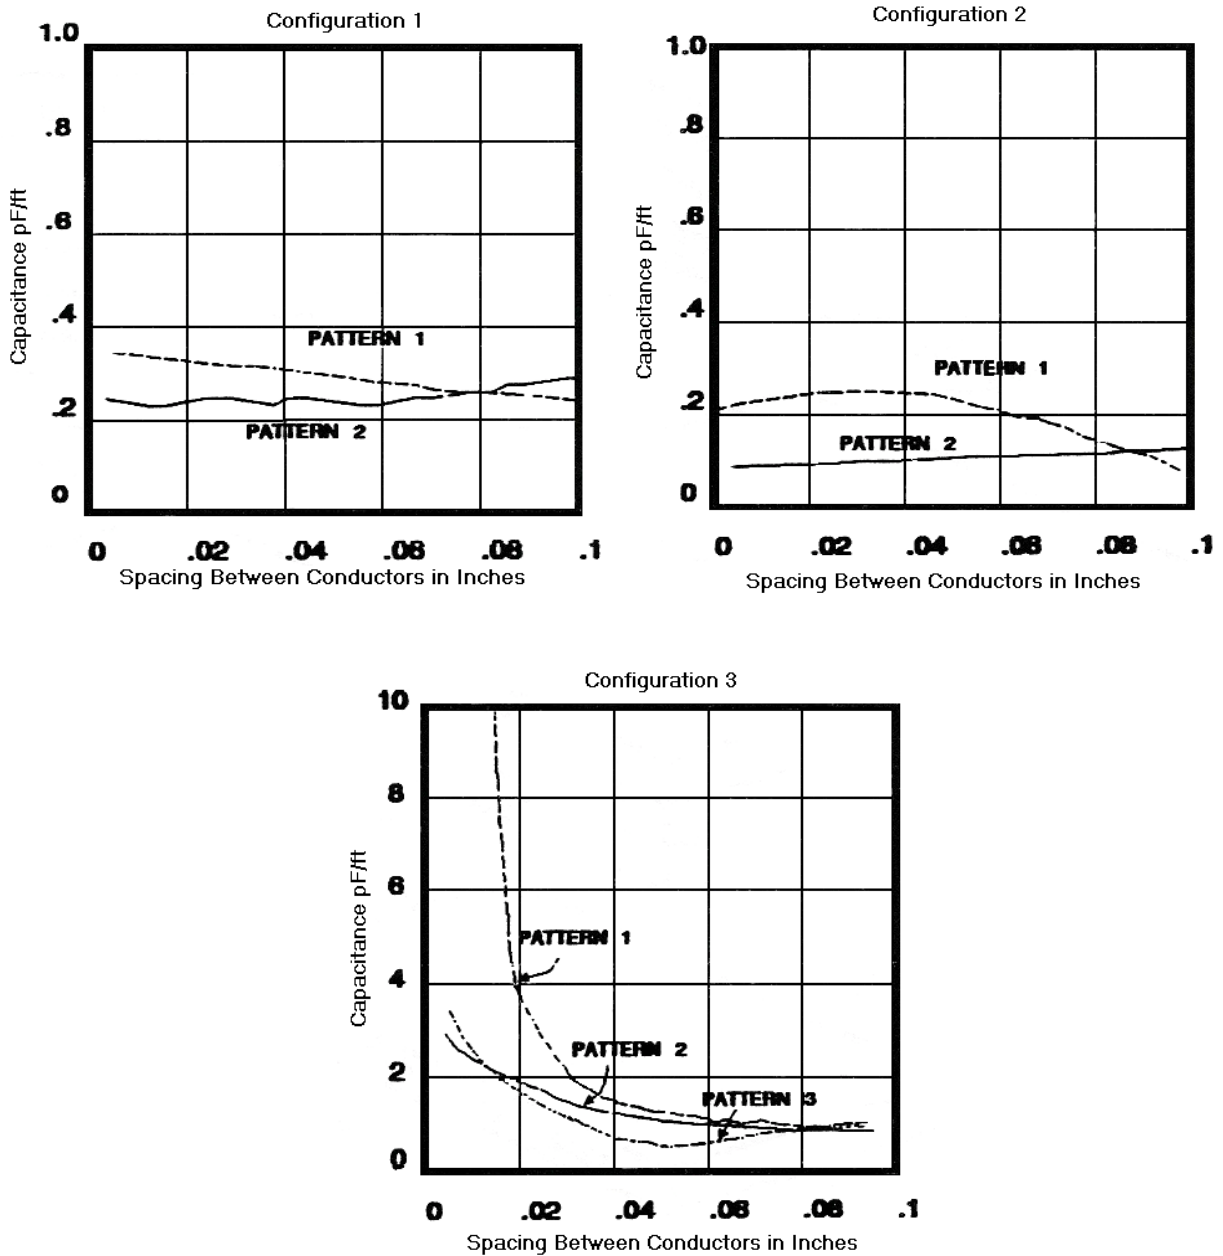 Configuration 1
1.0
.8
.6
.4
.2
0
Capacitance pF/ft
PATTERN 1
PATTERN 2
0 .02 .04 .06 .08 .1
Spacing Between Conductors in Inches
Configuration 2
1.0
.8
.6
.4
.2
0
Capacitance pF/ft
PATTERN 1
PATTERN 2
0 .02 .04 .06 .08 .1
Spacing Between Conductors in Inches
Configuration 3
10
8
6
4
2
0
Capacitance pF/ft
PATTERN 1
PATTERN 2
PATTERN 3
0 .02 .04 .06 .08 .1
Spacing Between Conductors in Inches